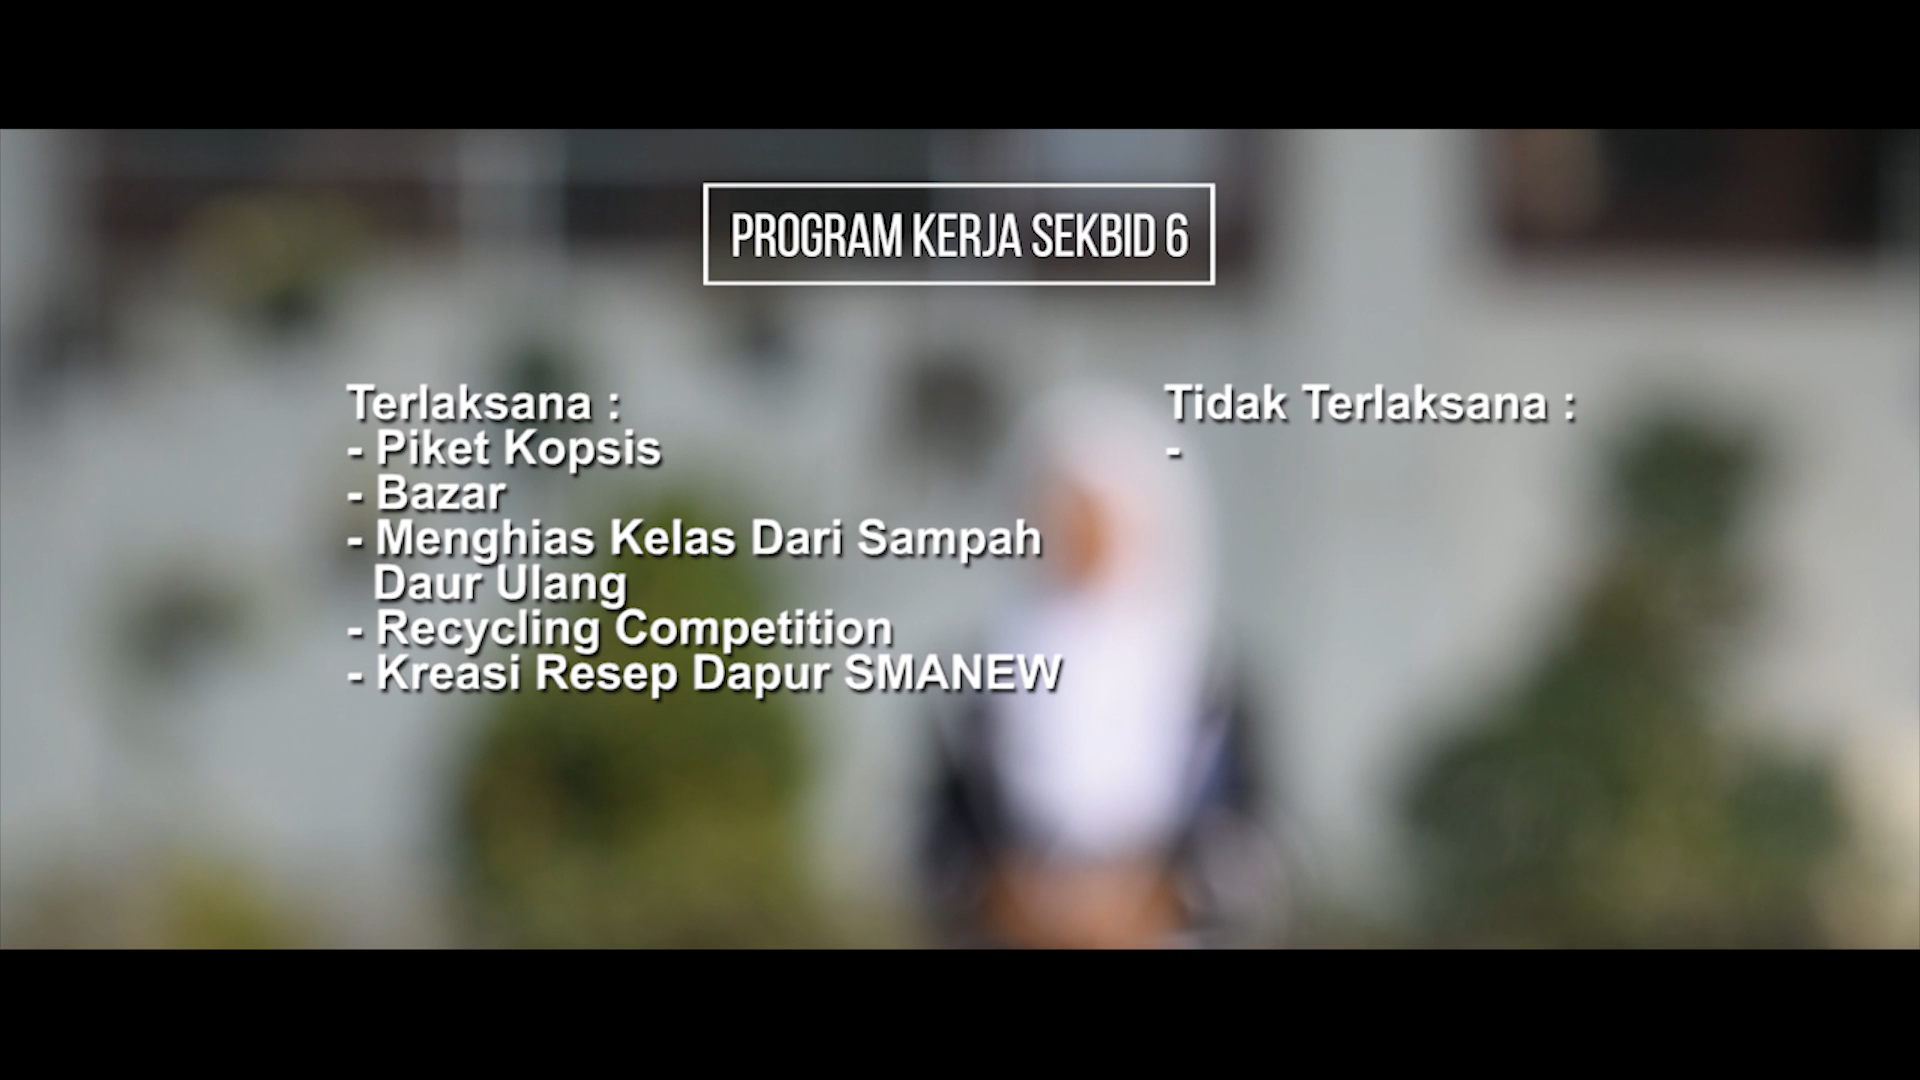 PROGRAM KERJA SEKBID 6
Terlaksana :
- Piket Kopsis
- Bazar
- Menghias Kelas Dari Sampah
Daur Ulang
- Recycling Competition
- Kreasi Resep Dapur SMANEW
Tidak Terlaksana :
-